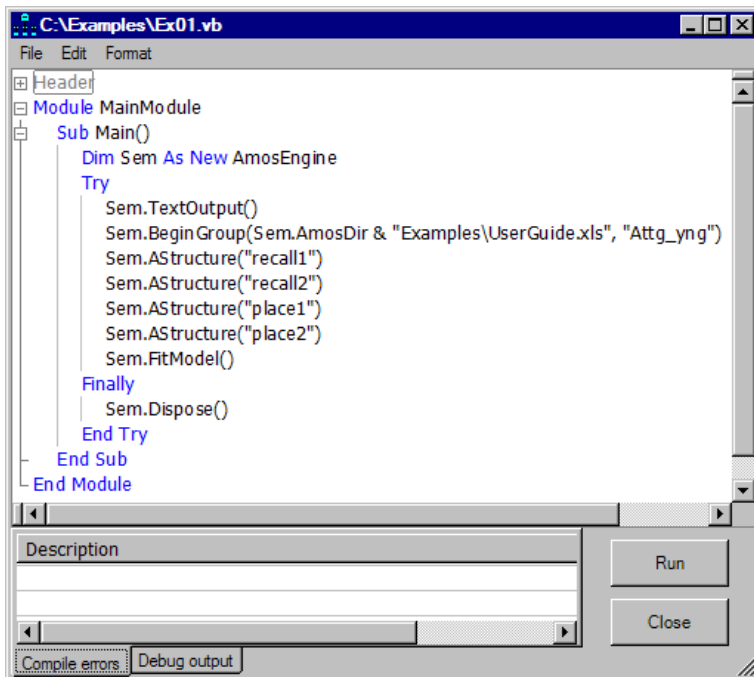 C:\Examples\Ex01.vb
File Edit Format
Header
Module MainModule
Sub Main()
Dim Sem As New AmosEngine
Try
Sem.TextOutput()
Sem.BeginGroup(Sem.AmosDir & "Examples\UserGuide.xls", "Attg_yng")
Sem.AStructure("recall1")
Sem.AStructure("recall2")
Sem.AStructure("place1")
Sem.AStructure("place2")
Sem.FitModel()
Finally
Sem.Dispose()
End Try
End Sub
End Module
Description
Run
Close
Compile errors Debug output